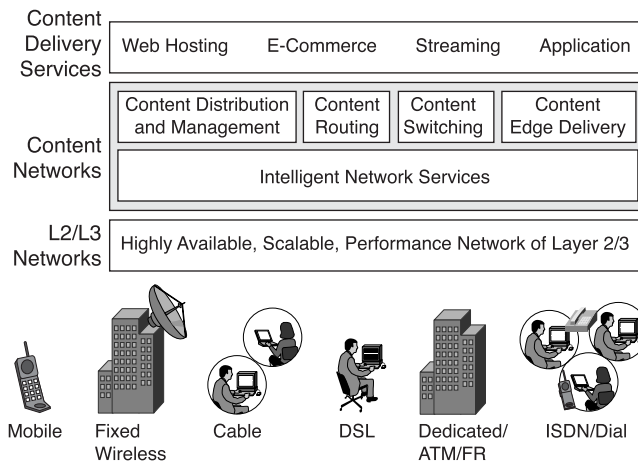 Content
Delivery
Services
Web Hosting E-Commerce Streaming Application
Content
Networks
Content Distribution
and Management
Content
Routing
Content
Switching
Content
Edge Delivery
Intelligent Network Services
L2/L3
Networks
Highly Available, Scalable, Performance Network of Layer 2/3
Mobile
Fixed
Wireless
Cable
DSL
Dedicated/
ATM/FR
ISDN/Dial